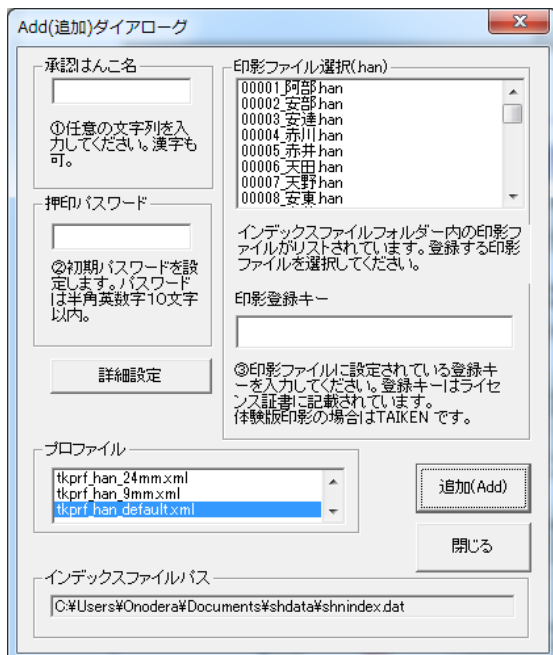 Add(追加)ダイアローグ
承認はんこ名
①任意の文字列を入
力してください。漢字も
可。
押印パスワード
②初期パスワードを設
定します。パスワード
は半角英数字10文字
以内。
詳細設定
印影ファイル選択(han)
00001_阿部.han
00002_安部.han
00003_安達.han
00004_赤川.han
00005_赤井.han
00006_天田.han
00007_天野.han
00008_安東.han
インデックスファイルフォルダー内の印影フ
ァイルがリストされています。登録する印影
ファイルを選択してください。
印影登録キー
③印影ファイルに設定されている登録キ
ーを入力してください。登録キーはライセ
ンス証書に記載されています。
体験版印影の場合はTAIKEN です。
プロファイル
tkprf_han_24mm.xml
tkprf_han_9mm.xml
tkprf_han_default.xml
追加(Add)
閉じる
インデックスファイルパス
C:¥Users¥Onodera¥Documents¥shdata¥shnindex.dat